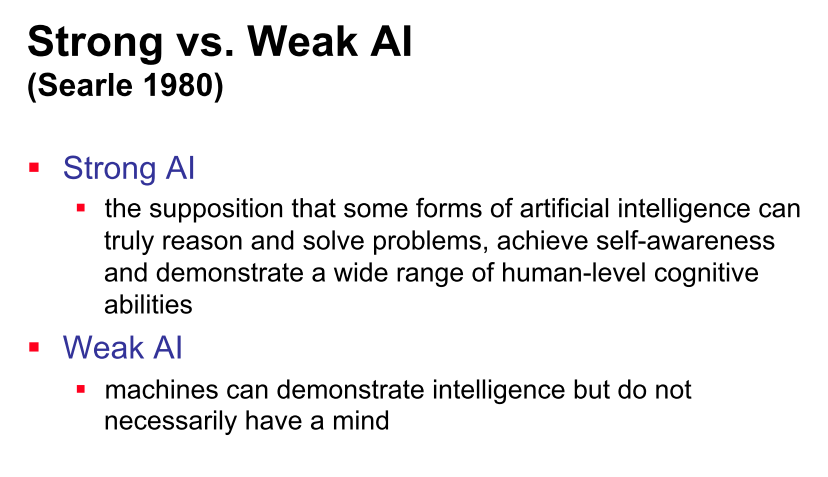 Strong vs. Weak AI
(Searle 1980)
Strong AI
the supposition that some forms of artificial intelligence can
truly reason and solve problems, achieve self-awareness
and demonstrate a wide range of human-level cognitive
abilities
Weak AI
machines can demonstrate intelligence but do not
necessarily have a mind